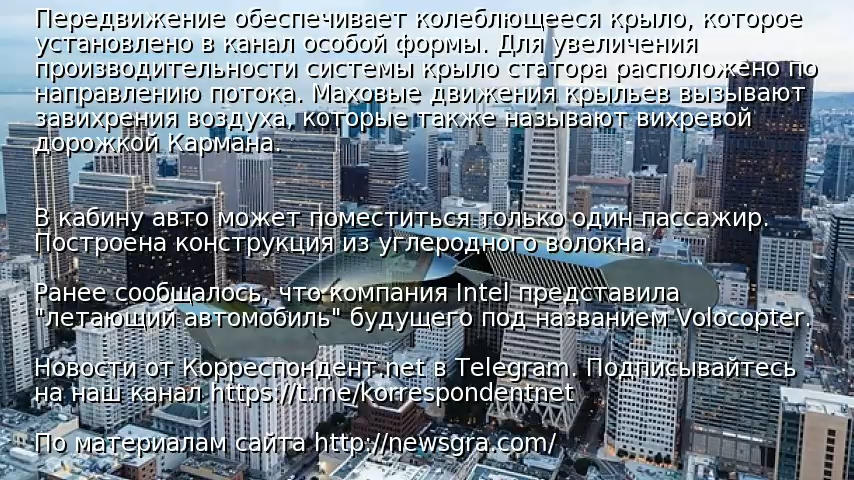 Передвижение обеспечивает колеблющееся крыло, которое
установлено в канал особой формы. Для увеличения
производительности системы крыло статора расположено по
направлению потока. Маховые движения крыльев вызывают
завихрения воздуха, которые также называют вихревой
дорожкой Кармана.
В кабину авто может поместиться только один пассажир.
Построена конструкция из углеродного волокна.
Ранее сообщалось, что компания Intel представила
"летающий автомобиль" будущего под названием Volocopter.
Новости от Корреспондент.net в Telegram. Подписывайтесь
на наш канал https://t.me/korrespondentnet
По материалам сайта http://newsgra.com/